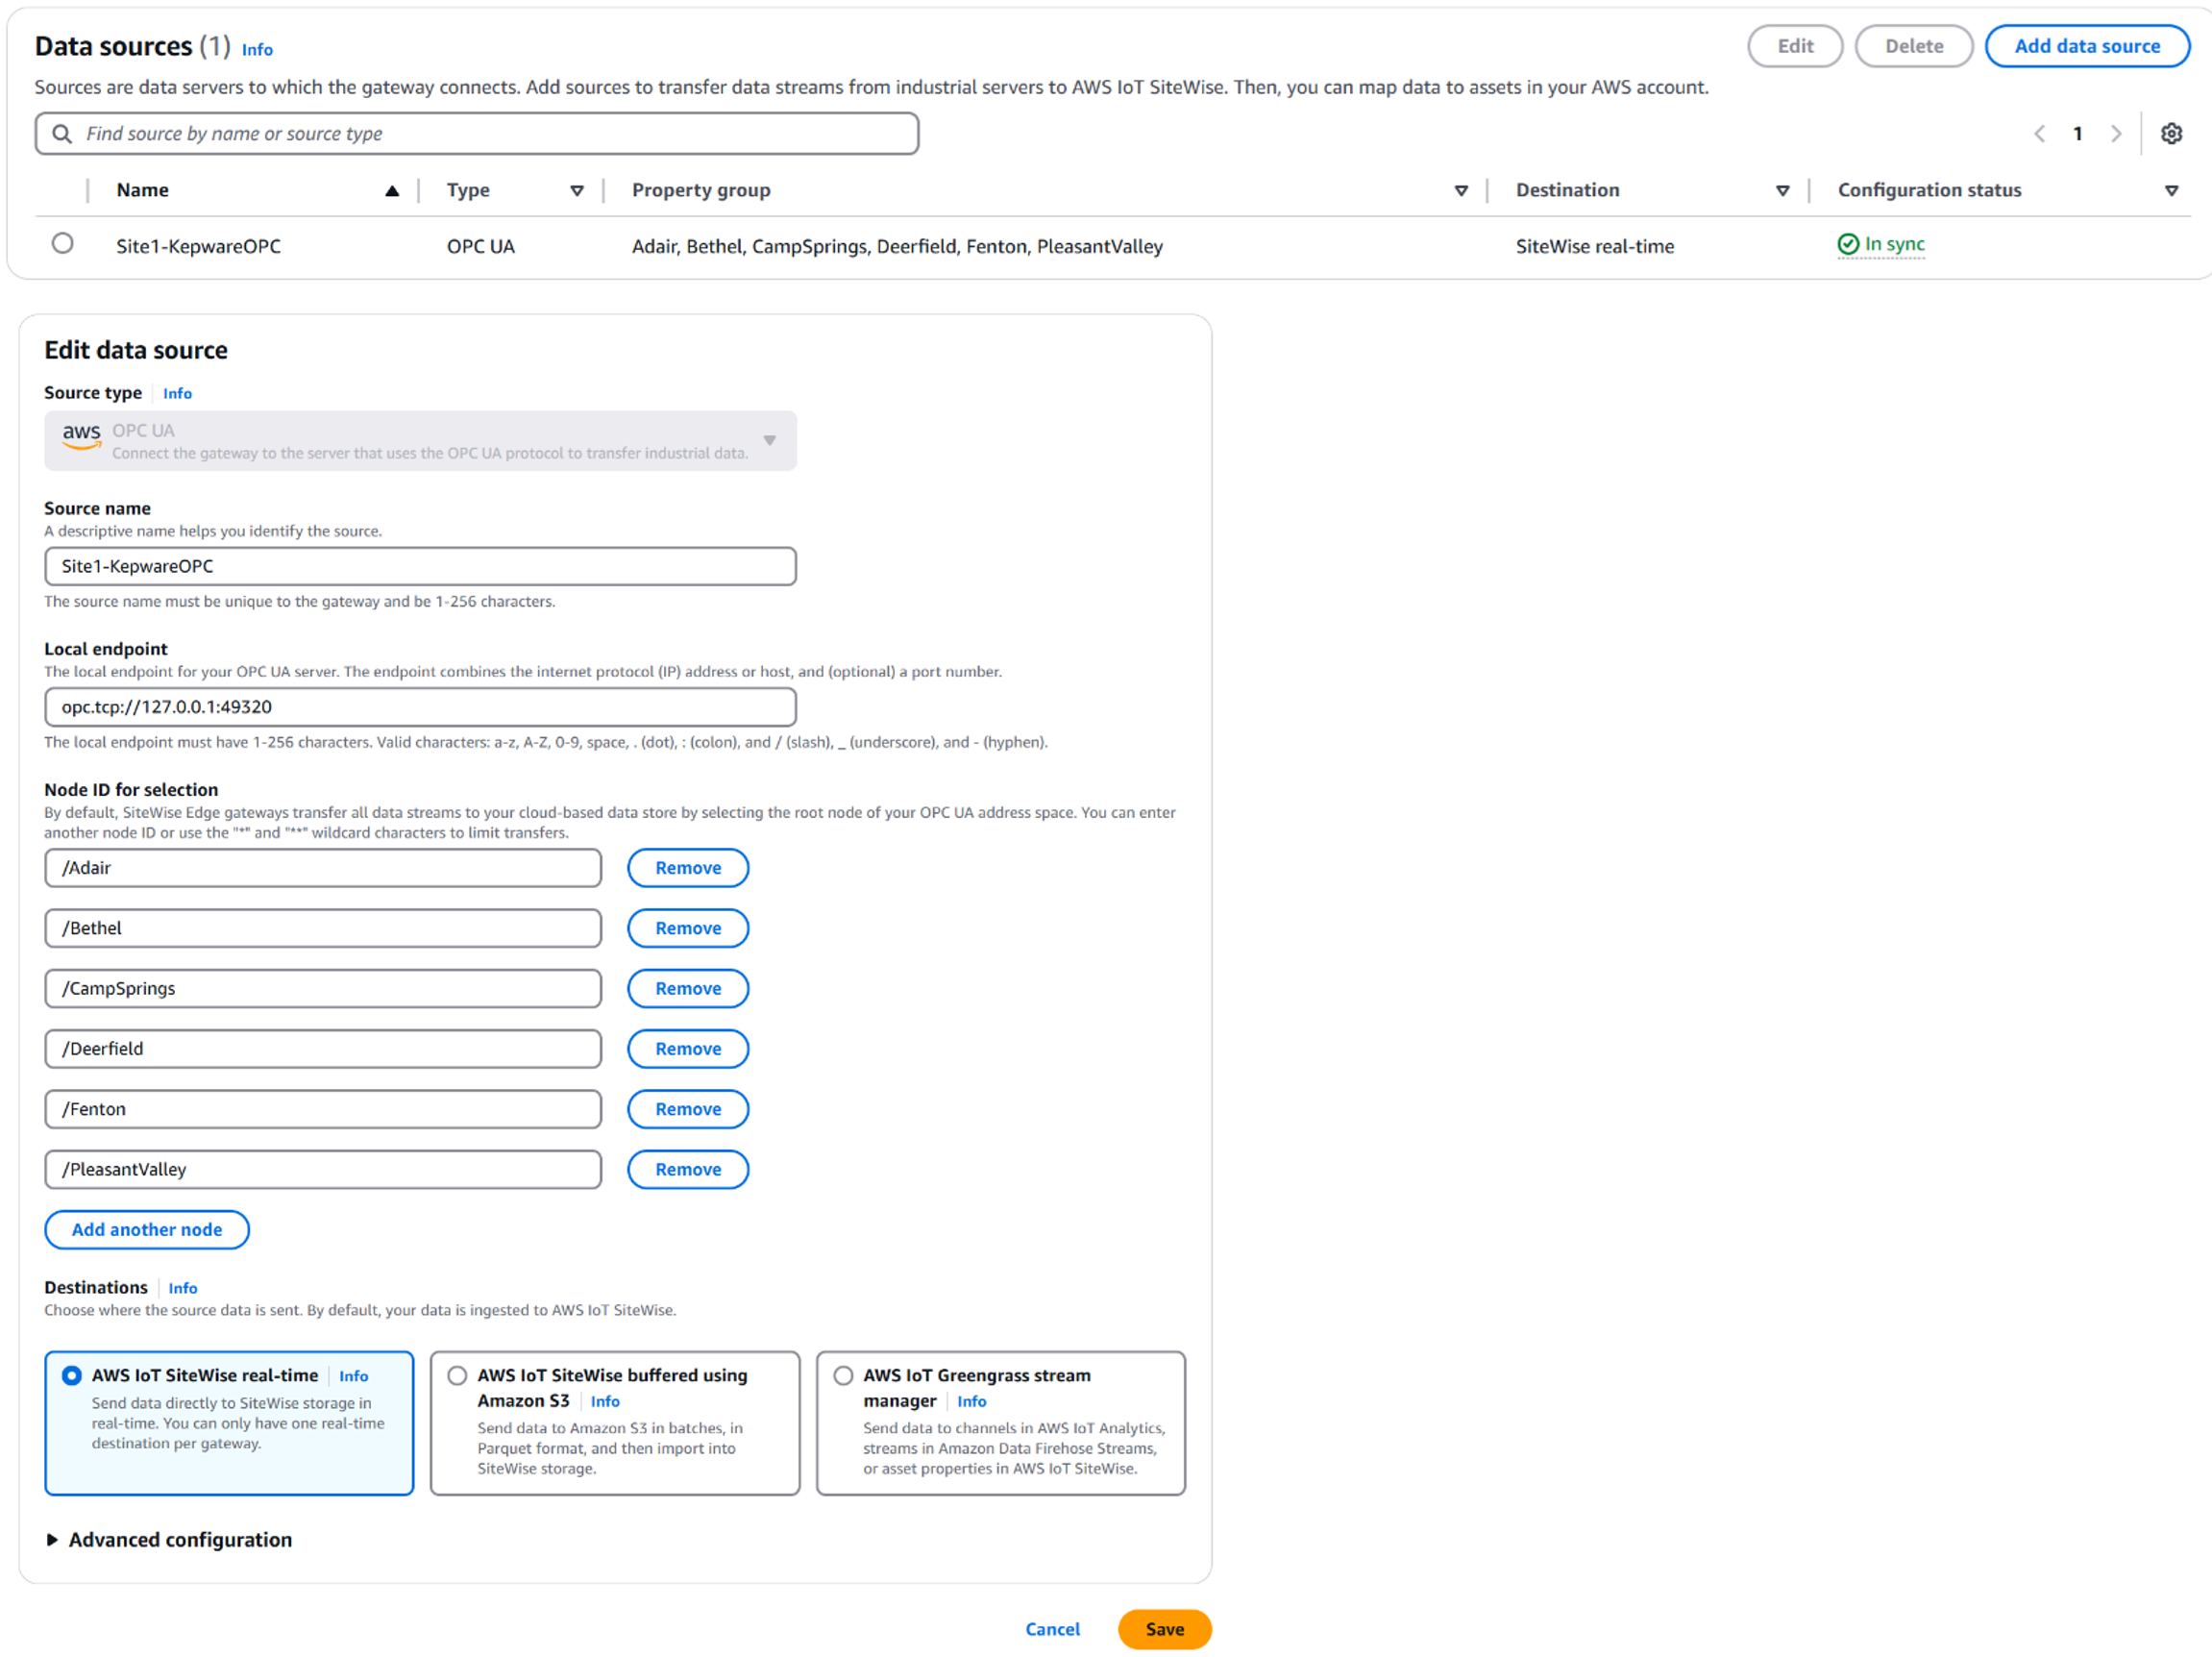 Data sources (1) Info
Edit
Delete
Add data source
Sources are data servers to which the gateway connects. Add sources to transfer data streams from industrial servers to AWS IoT SiteWise. Then, you can map data to assets in your AWS account.
Find source by name or source type
1
Name Type Property group Destination Configuration status
Site1-KepwareOPC OPC UA Adair, Bethel, CampSprings, Deerfield, Fenton, PleasantValley SiteWise real-time In sync
Edit data source
Source type Info
aws
OPC UA
Connect the gateway to the server that uses the OPC UA protocol to transfer industrial data.
Source name
A descriptive name helps you identify the source.
Site1-KepwareOPC
The source name must be unique to the gateway and be 1-256 characters.
Local endpoint
The local endpoint for your OPC UA server. The endpoint combines the internet protocol (IP) address or host, and (optional) a port number.
opc.tcp://127.0.0.1:49320
The local endpoint must have 1-256 characters. Valid characters: a-z, A-Z, 0-9, space, . (dot), : (colon), and / (slash), _ (underscore), and - (hyphen).
Node ID for selection
By default, SiteWise Edge gateways transfer all data streams to your cloud-based data store by selecting the root node of your OPC UA address space. You can enter
another node ID or use the "*" and "**" wildcard characters to limit transfers.
/Adair Remove
/Bethel Remove
/CampSprings Remove
/Deerfield Remove
/Fenton Remove
/PleasantValley Remove
Add another node
Destinations Info
Choose where the source data is sent. By default, your data is ingested to AWS IoT SiteWise.
AWS IoT SiteWise real-time Info
Send data directly to SiteWise storage in
real-time. You can only have one real-time
destination per gateway.
AWS IoT SiteWise buffered using
Amazon S3 Info
Send data to Amazon S3 in batches, in
Parquet format, and then import into
SiteWise storage.
AWS IoT Greengrass stream
manager Info
Send data to channels in AWS IoT Analytics,
streams in Amazon Data Firehose Streams,
or asset properties in AWS IoT SiteWise.
Advanced configuration
Cancel
Save